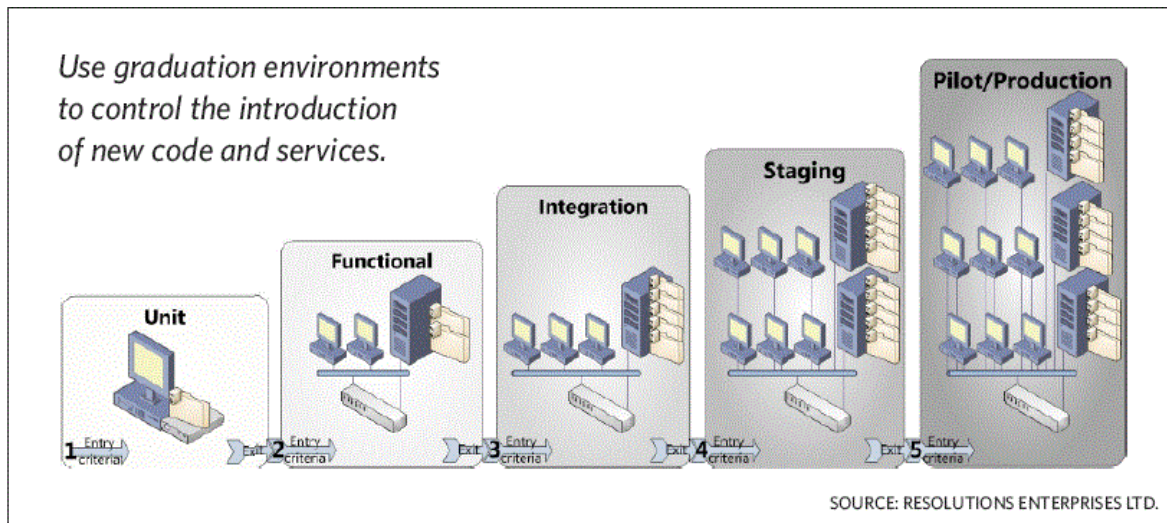 Use graduation environments
to control the introduction
of new code and services.
Pilot/Production
Staging
Integration
Functional
Unit
1 Entry criteria
Exit
2 Entry criteria
Exit
3 Entry criteria
Exit
4 Entry criteria
Exit
5 Entry criteria
SOURCE: RESOLUTIONS ENTERPRISES LTD.